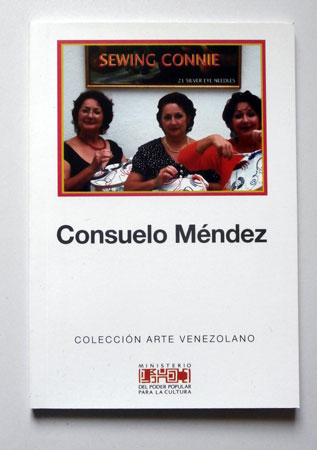 SEWING CONNIE
21 SILVER EYE NEEDLES
Consuelo Méndez
COLECCIÓN ARTE VENEZOLANO
MINISTERIO
DEL PODER POPULAR
PARA LA CULTURA